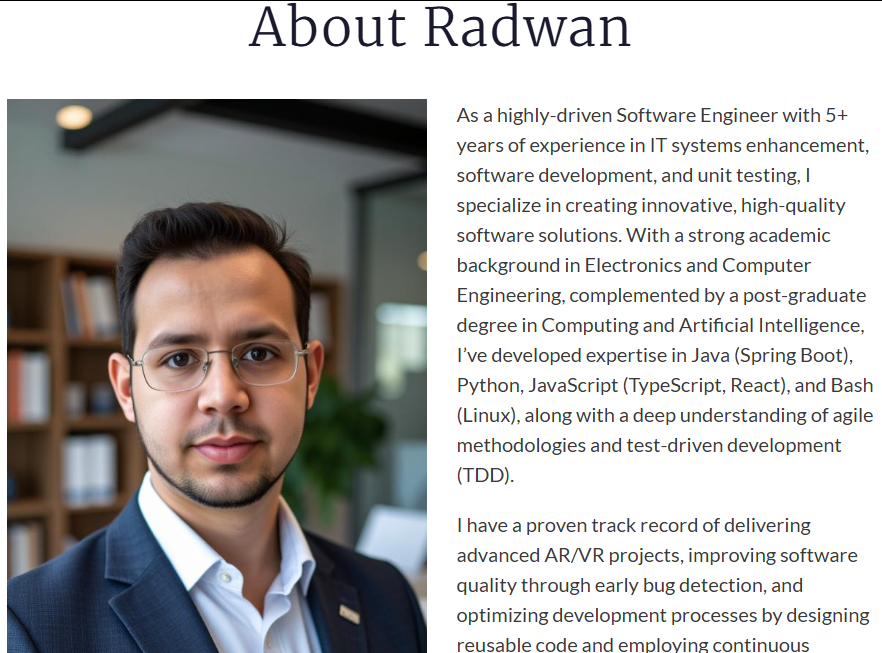 About Radwan
As a highly-driven Software Engineer with 5+
years of experience in IT systems enhancement,
software development, and unit testing, I
specialize in creating innovative, high-quality
software solutions. With a strong academic
background in Electronics and Computer
Engineering, complemented by a post-graduate
degree in Computing and Artificial Intelligence,
I’ve developed expertise in Java (Spring Boot),
Python, JavaScript (TypeScript, React), and Bash
(Linux), along with a deep understanding of agile
methodologies and test-driven development
(TDD).
I have a proven track record of delivering
advanced AR/VR projects, improving software
quality through early bug detection, and
optimizing development processes by designing
reusable code and employing continuous